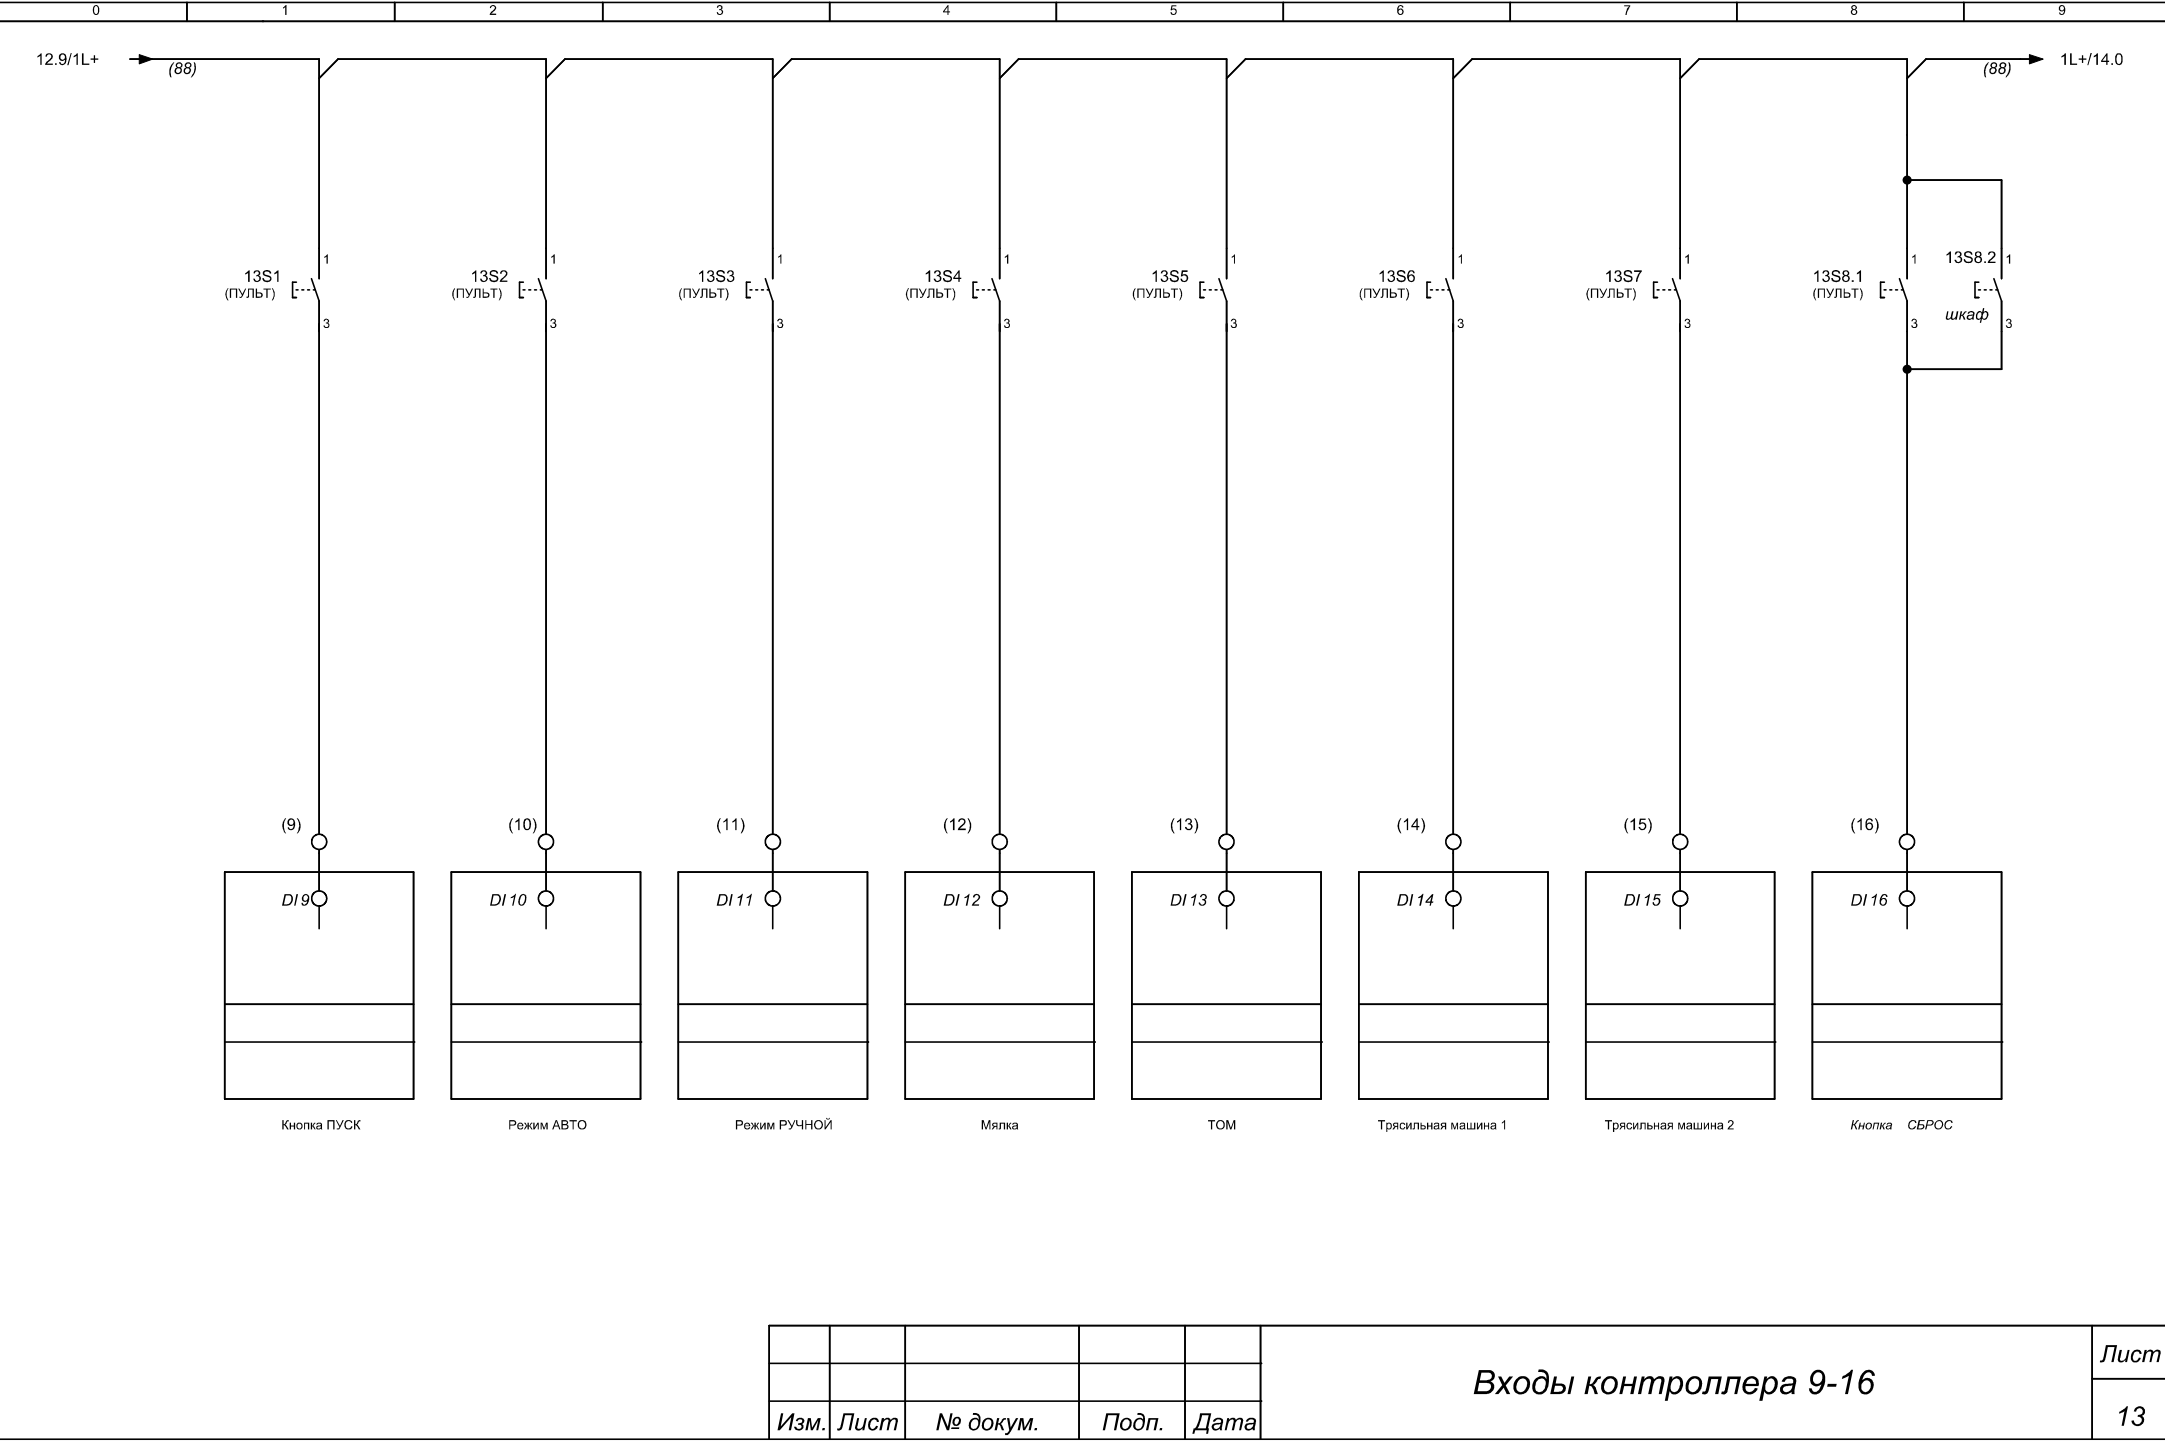 0 1 2 3 4 5 6 7 8 9
12.9/1L+ (88) (88) 1L+/14.0
1 1 1 1 1 1 1 1 13S8.2 1
13S1 13S2 13S3 13S4 13S5 13S6 13S7 13S8.1
(ПУЛЬТ) (ПУЛЬТ) (ПУЛЬТ) (ПУЛЬТ) (ПУЛЬТ) (ПУЛЬТ) (ПУЛЬТ) (ПУЛЬТ)
шкаф
3 3 3 3 3 3 3 3 3
(9) (10) (11) (12) (13) (14) (15) (16)
DI 9 DI 10 DI 11 DI 12 DI 13 DI 14 DI 15 DI 16
Кнопка ПУСК Режим АВТО Режим РУЧНОЙ Мялка ТОМ Трясильная машина 1 Трясильная машина 2 Кнопка СБРОС
Входы контроллера 9-16
Лист
13
Изм. Лист № докум. Подп. Дата